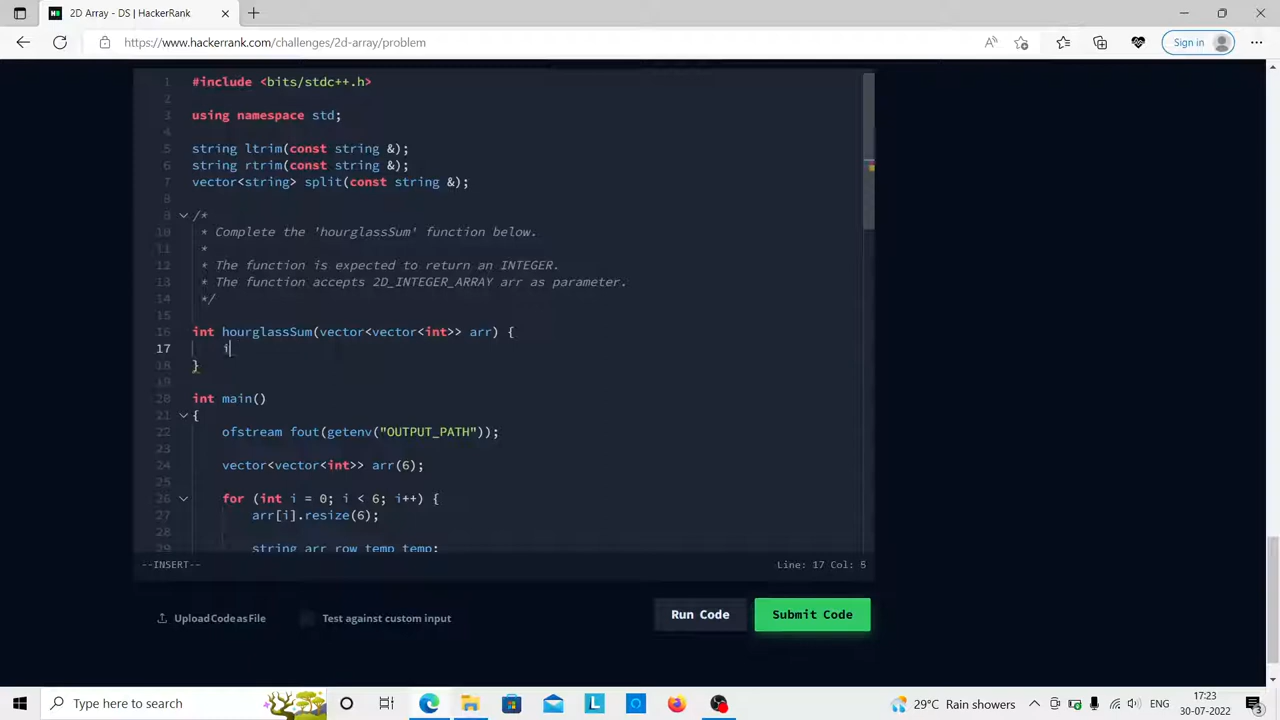 2D Array - DS | HackerRank
https://www.hackerrank.com/challenges/2d-array/problem
Sign in
1 #include <bits/stdc++.h>
2
3 using namespace std;
4
5 string ltrim(const string &);
6 string rtrim(const string &);
7 vector<string> split(const string &);
8
9 /*
10 * Complete the 'hourglassSum' function below.
11 *
12 * The function is expected to return an INTEGER.
13 * The function accepts 2D_INTEGER_ARRAY arr as parameter.
14 */
15
16 int hourglassSum(vector<vector<int>> arr) {
17 i
18 }
19
20 int main()
21 {
22 ofstream fout(getenv("OUTPUT_PATH"));
23
24 vector<vector<int>> arr(6);
25
26 for (int i = 0; i < 6; i++) {
27 arr[i].resize(6);
28
29 string arr_row_temp_temp;
--INSERT-- Line: 17 Col: 5
Upload Code as File Test against custom input Run Code Submit Code
Type here to search 29°C Rain showers ENG 17:23
30-07-2022 3